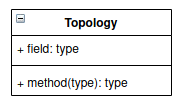 Topology
+ field: type
+ method(type): type